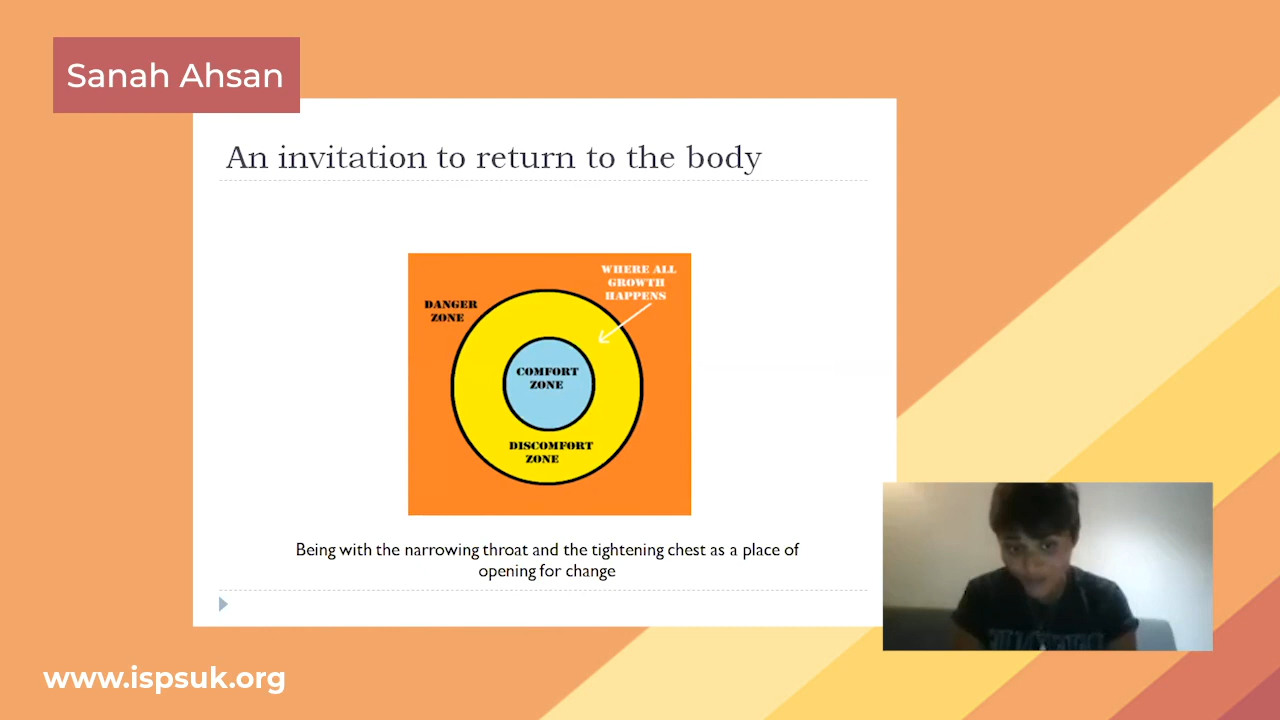 Sanah Ahsan
An invitation to return to the body
WHERE ALL
GROWTH
HAPPENS
DANGER
ZONE
COMFORT
ZONE
DISCOMFORT
ZONE
Being with the narrowing throat and the tightening chest as a place of
opening for change
www.ispsuk.org